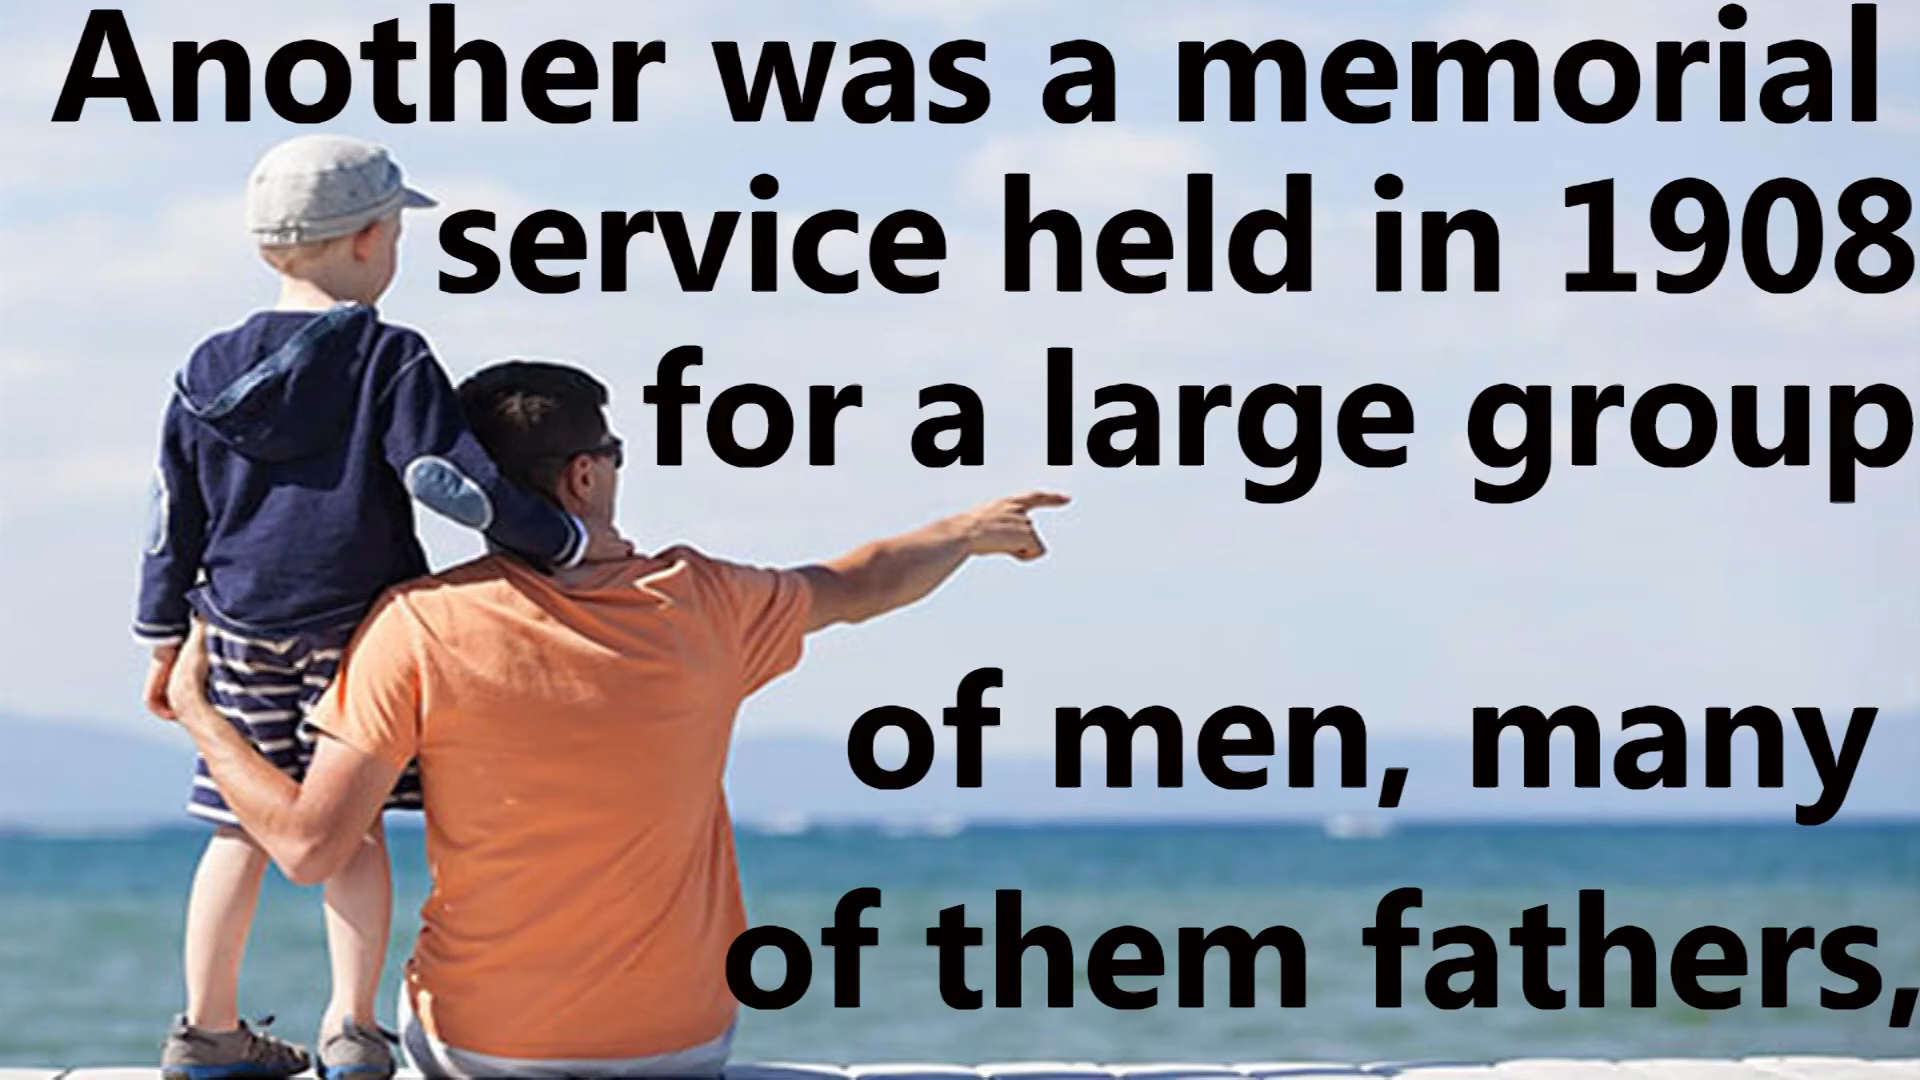 Another was a memorial
service held in 1908
for a large group
of men, many
of them fathers,